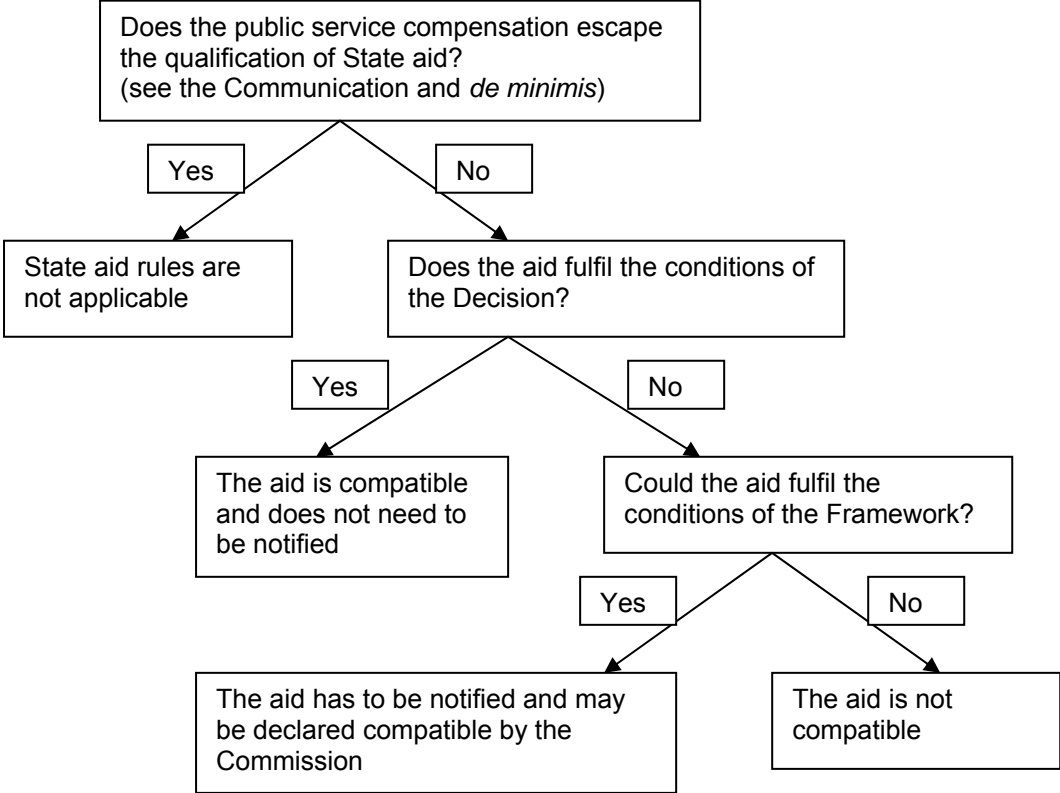 Does the public service compensation escape
the qualification of State aid?
(see the Communication and de minimis)
Yes
No
State aid rules are
not applicable
Does the aid fulfil the conditions of
the Decision?
Yes
No
The aid is compatible
and does not need to
be notified
Could the aid fulfil the
conditions of the Framework?
Yes
No
The aid has to be notified and may
be declared compatible by the
Commission
The aid is not
compatible